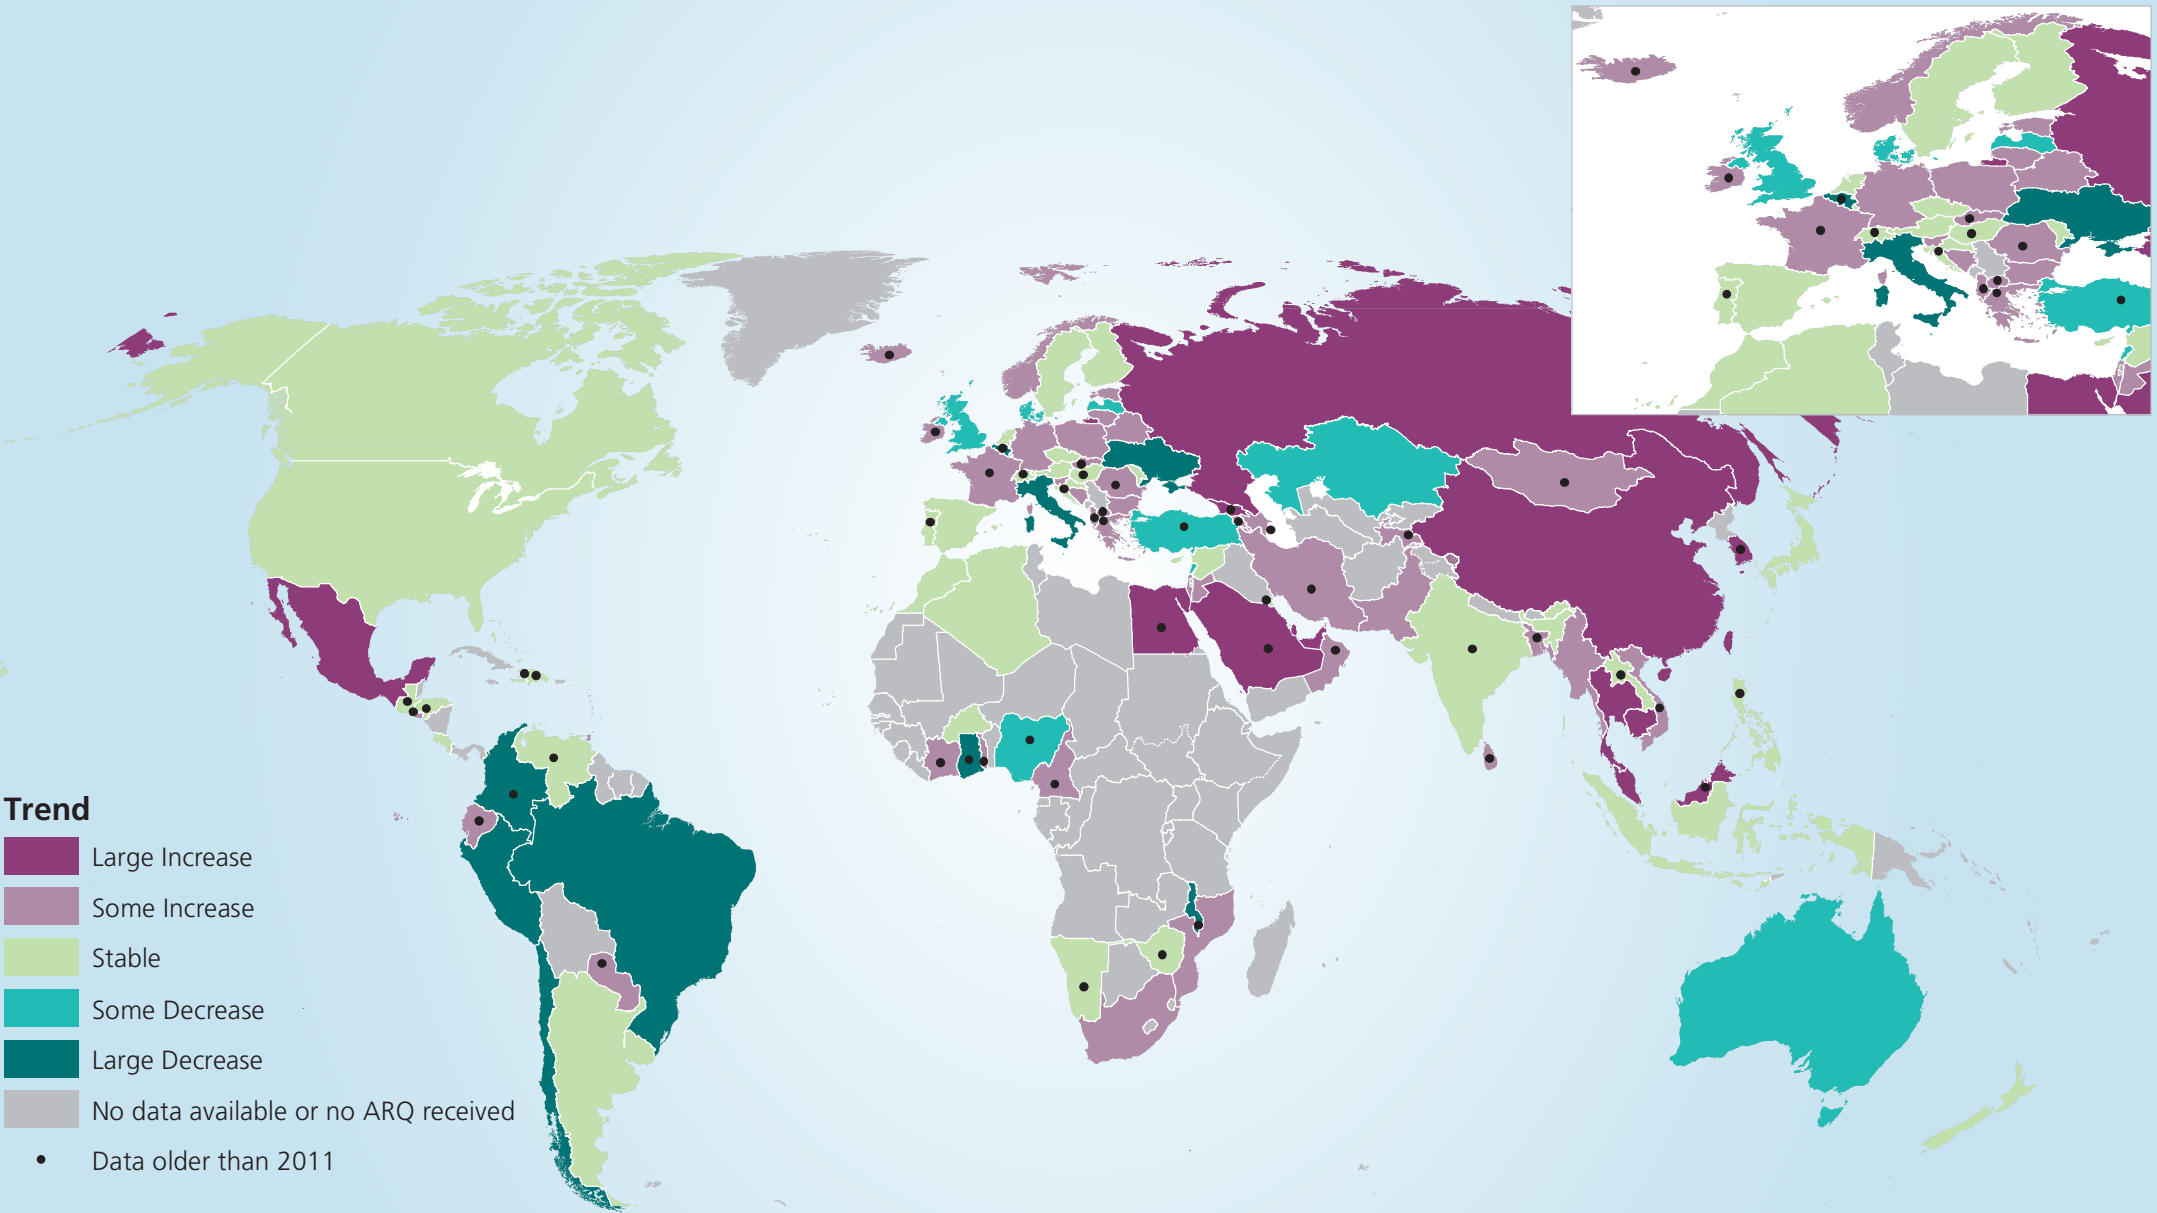 Trend
Large Increase
Some Increase
Stable
Some Decrease
Large Decrease
No data available or no ARQ received
Data older than 2011